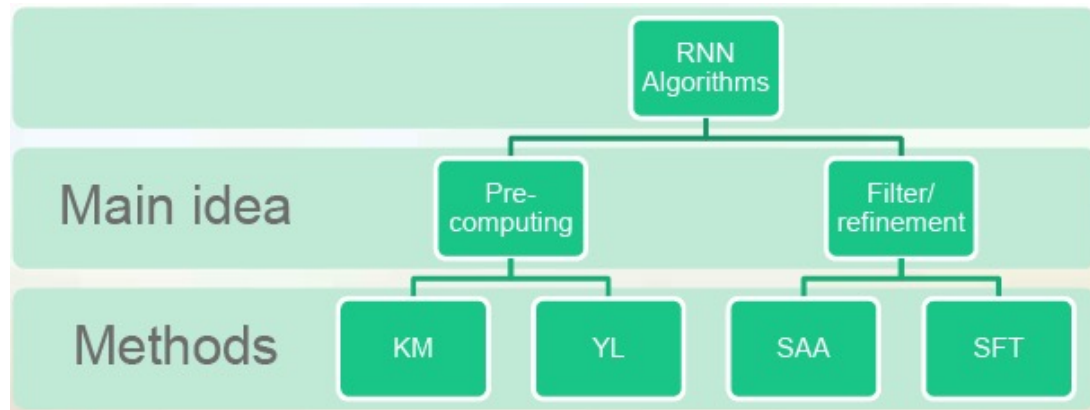 RNN
Algorithms
Main idea
Pre-
computing
Filter/
refinement
Methods
KM
YL
SAA
SFT